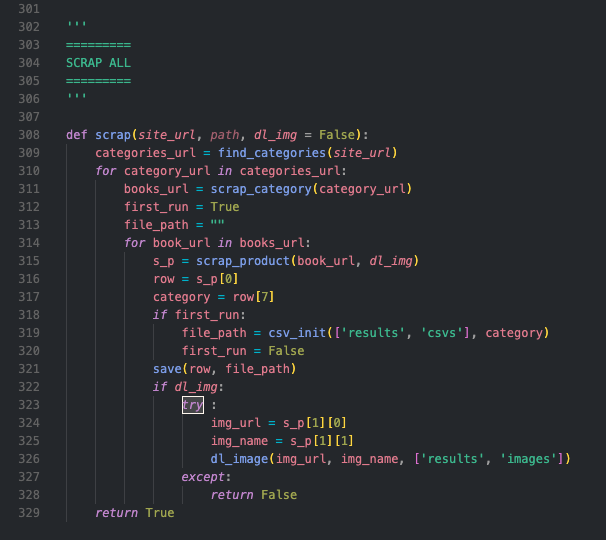 301
302 '''
303 =========
304 SCRAP ALL
305 =========
306 '''
307
308 def scrap(site_url, path, dl_img = False):
309     categories_url = find_categories(site_url)
310     for category_url in categories_url:
311         books_url = scrap_category(category_url)
312         first_run = True
313         file_path = ""
314         for book_url in books_url:
315             s_p = scrap_product(book_url, dl_img)
316             row = s_p[0]
317             category = row[7]
318             if first_run:
319                 file_path = csv_init(['results', 'csvs'], category)
320                 first_run = False
321             save(row, file_path)
322             if dl_img:
323                 try :
324                     img_url = s_p[1][0]
325                     img_name = s_p[1][1]
326                     dl_image(img_url, img_name, ['results', 'images'])
327                 except:
328                     return False
329     return True